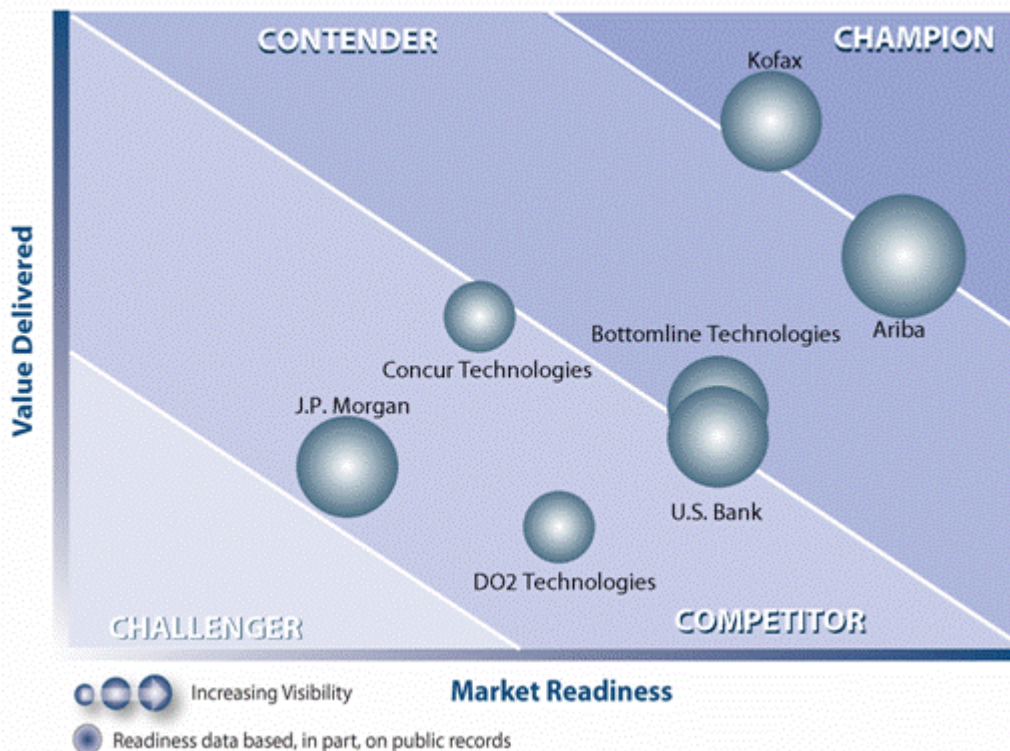 CONTENDER
CHAMPION
Kofax
Ariba
Bottomline Technologies
Concur Technologies
J.P. Morgan
U.S. Bank
DO2 Technologies
CHALLENGER
COMPETITOR
Value Delivered
Increasing Visibility
Market Readiness
Readiness data based, in part, on public records